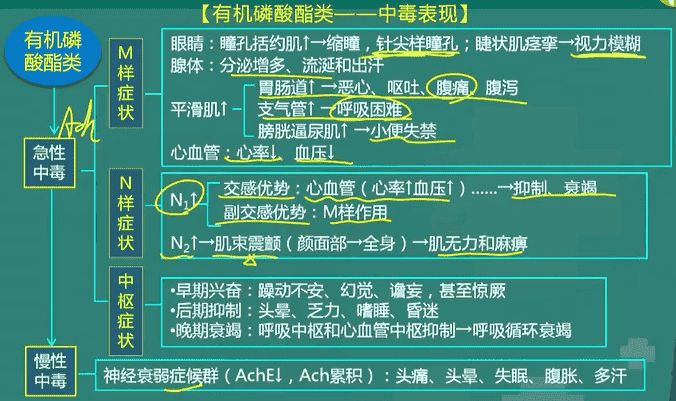 【有机磷酸酯类——中毒表现】
有机磷
酸酯类
Ach
急性
中毒
M样症状
眼睛：瞳孔括约肌↑→缩瞳，针尖样瞳孔；睫状肌痉挛→视力模糊
腺体：分泌增多、流涎和出汗
平滑肌↑
胃肠道↑→恶心、呕吐、腹痛、腹泻
支气管↑→呼吸困难
膀胱逼尿肌↑→小便失禁
心血管：心率↓ 血压↓
N样症状
N₁↑
交感优势：心血管（心率↑血压↑）……→抑制、衰竭
副交感优势：M样作用
N₂↑→肌束震颤（颜面部→全身）→肌无力和麻痹
中枢症状
•早期兴奋：躁动不安、幻觉、谵妄，甚至惊厥
•后期抑制：头晕、乏力、嗜睡、昏迷
•晚期衰竭：呼吸中枢和心血管中枢抑制→呼吸循环衰竭
慢性
中毒
神经衰弱症候群（AchE↓，Ach累积）：头痛、头晕、失眠、腹胀、多汗